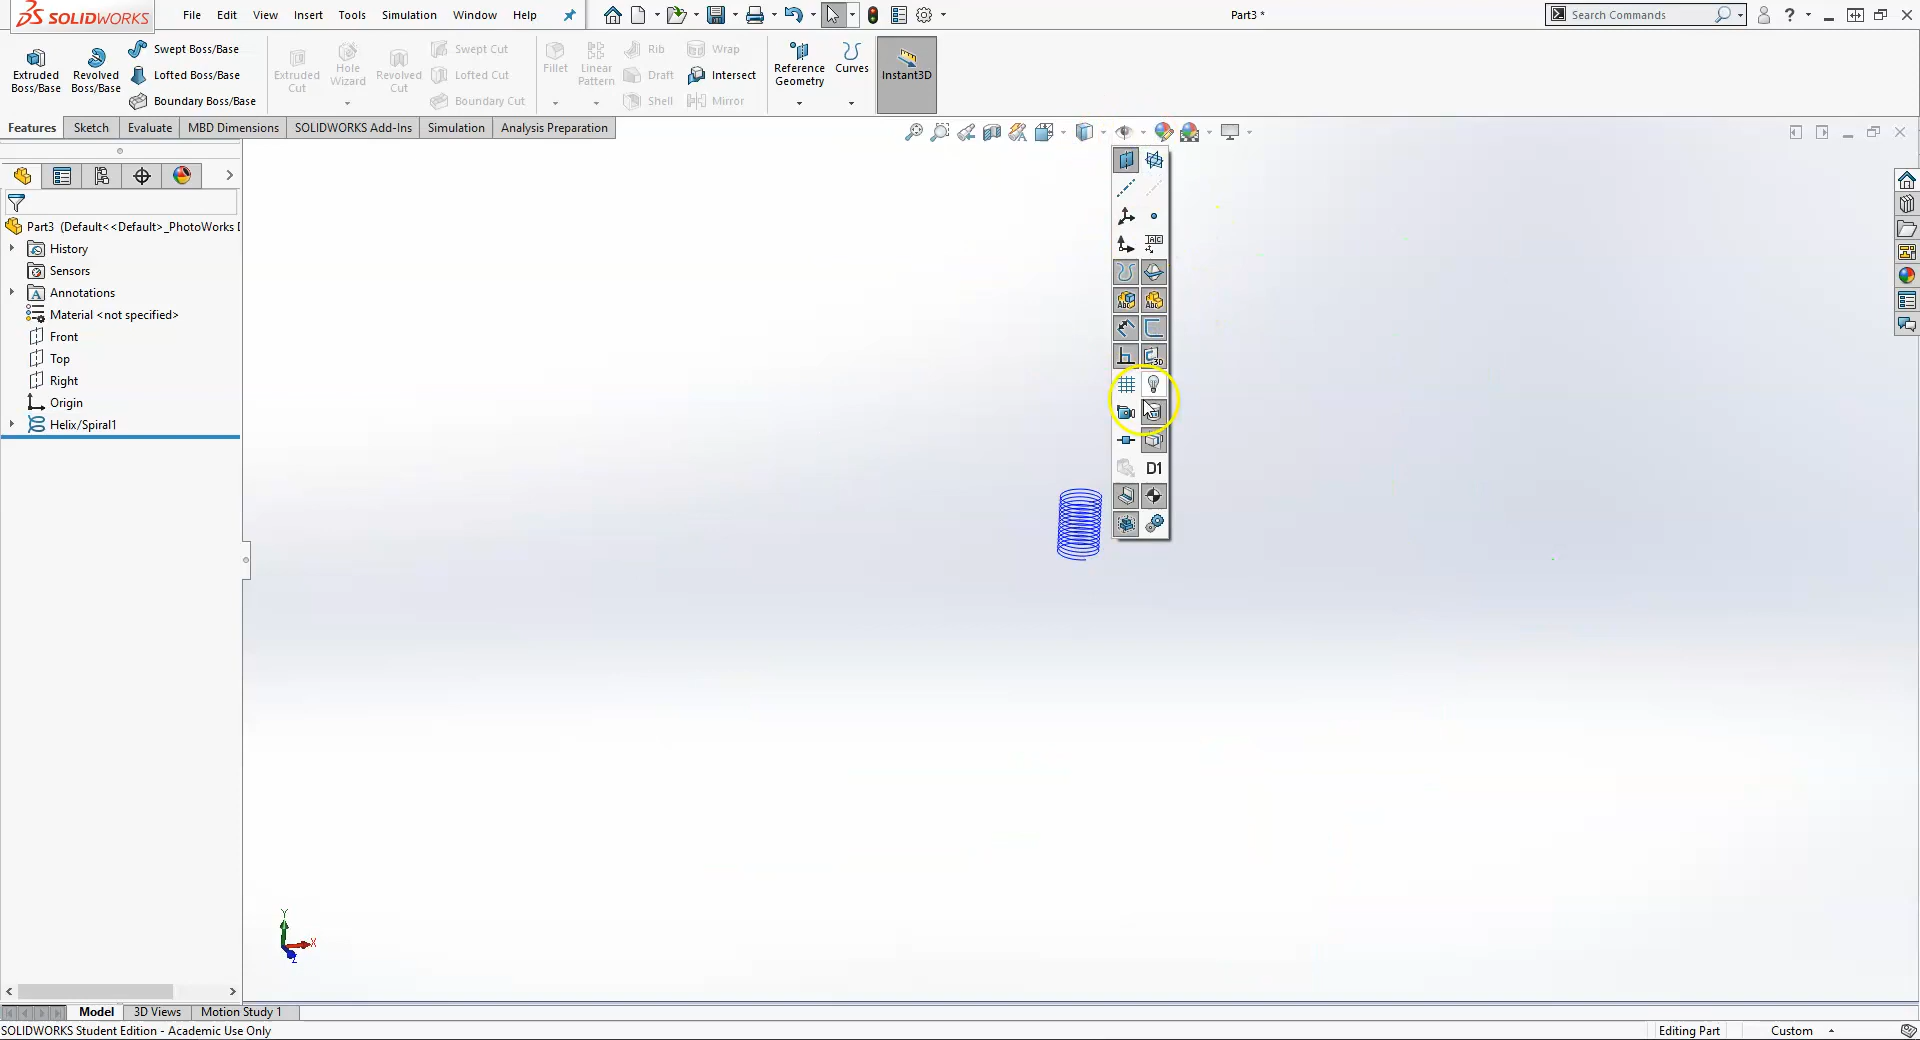 SOLIDWORKS
File Edit View Insert Tools Simulation Window Help
Part3 *
Search Commands
?
Extruded Boss/Base
Revolved Boss/Base
Swept Boss/Base
Lofted Boss/Base
Boundary Boss/Base
Extruded Cut
Hole Wizard
Revolved Cut
Swept Cut
Lofted Cut
Boundary Cut
Fillet
Linear Pattern
Rib
Draft
Shell
Wrap
Intersect
Mirror
Reference Geometry
Curves
Instant3D
Features Sketch Evaluate MBD Dimensions SOLIDWORKS Add-Ins Simulation Analysis Preparation
Part3 (Default<<Default>_PhotoWorks
History
Sensors
A Annotations
Material <not specified>
Front
Top
Right
Origin
Helix/Spiral1
Abc Abc
3D
D1
Y
X
Z
Model 3D Views Motion Study 1
SOLIDWORKS Student Edition - Academic Use Only
Editing Part
Custom